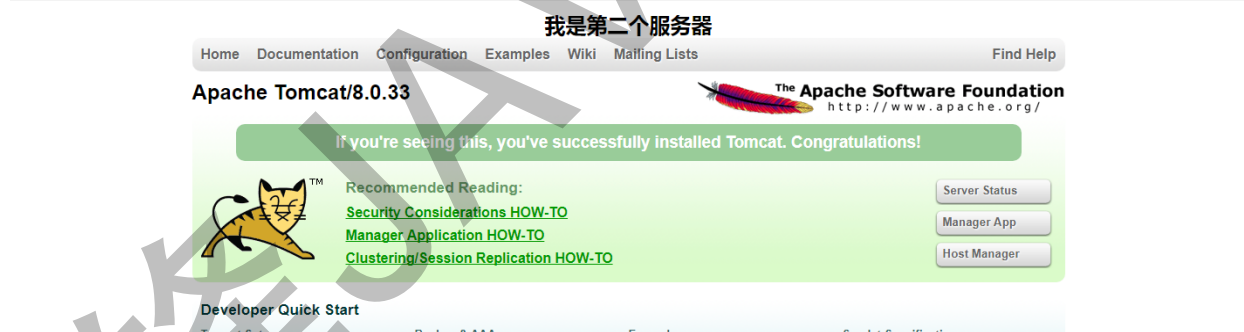 我是第二个服务器
Home Documentation Configuration Examples Wiki Mailing Lists Find Help
Apache Tomcat/8.0.33
The Apache Software Foundation
http://www.apache.org/
If you're seeing this, you've successfully installed Tomcat. Congratulations!
TM
Recommended Reading:
Security Considerations HOW-TO
Manager Application HOW-TO
Clustering/Session Replication HOW-TO
Server Status
Manager App
Host Manager
Developer Quick Start